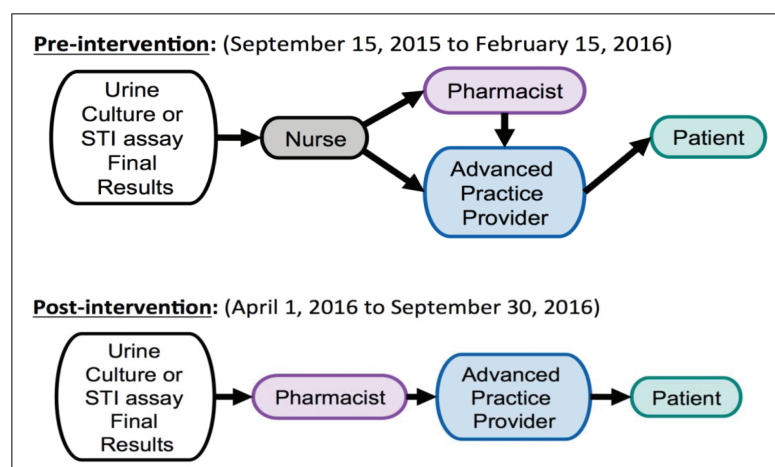 Pre-intervention: (September 15, 2015 to February 15, 2016)
Urine
Culture or
STI assay
Final
Results
Nurse
Pharmacist
Advanced
Practice
Provider
Patient
Post-intervention: (April 1, 2016 to September 30, 2016)
Urine
Culture or
STI assay
Final
Results
Pharmacist
Advanced
Practice
Provider
Patient